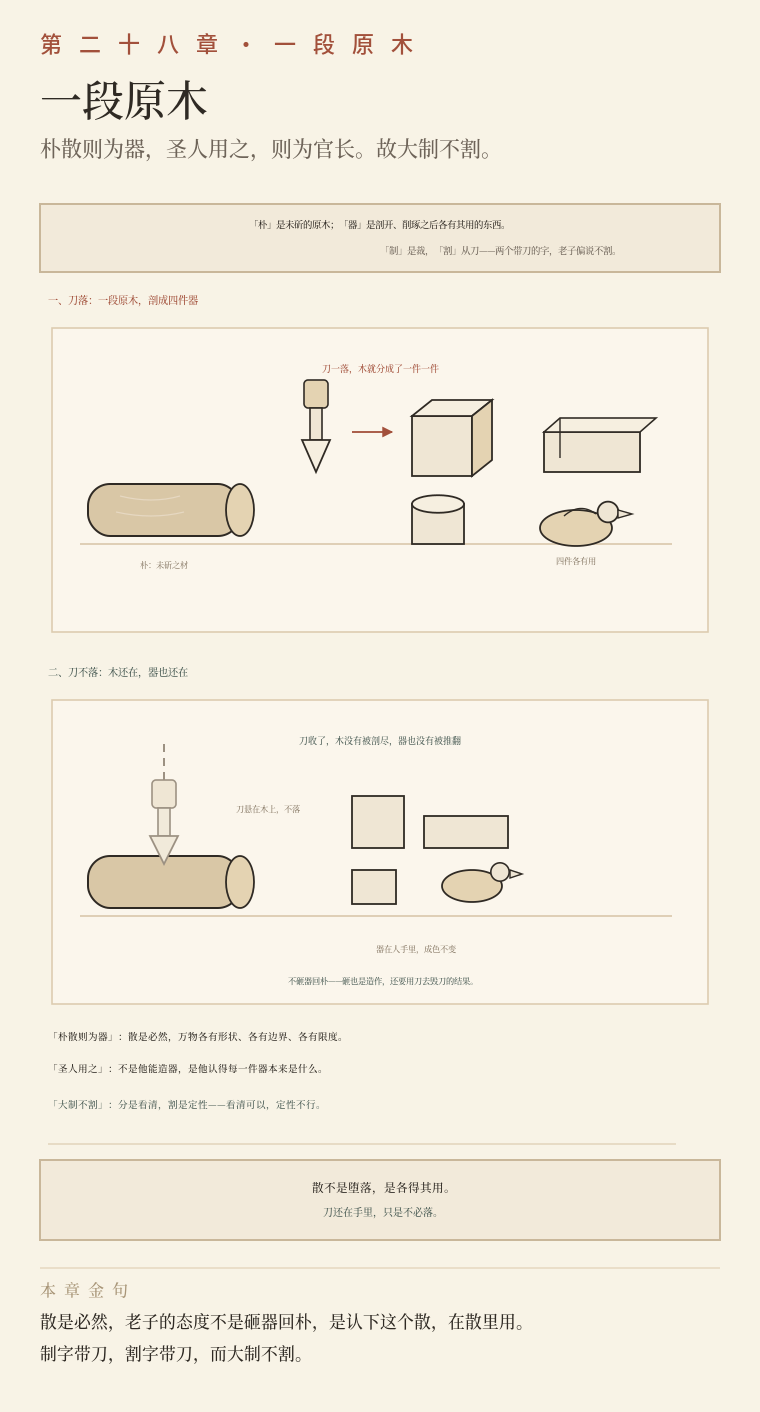 第二十八章·一段原木
一段原木
朴散则为器，圣人用之，则为官长。故大制不割。
「朴」是未斫的原木；「器」是剖开、削琢之后各有其用的东西。
「制」是裁，「割」从刀——两个带刀的字，老子偏说不割。
一、刀落：一段原木，剖成四件器
刀一落，木就分成了一件一件
朴：未斫之材
四件各有用
二、刀不落：木还在，器也还在
刀收了，木没有被剖尽，器也没有被推翻
刀悬在木上，不落
器在人手里，成色不变
不砸器回朴——砸也是造作，还要用刀去毁刀的结果。
「朴散则为器」：散是必然，万物各有形状、各有边界、各有限度。
「圣人用之」：不是他能造器，是他认得每一件器本来是什么。
「大制不割」：分是看清，割是定性——看清可以，定性不行。
散不是堕落，是各得其用。
刀还在手里，只是不必落。
本章金句
散是必然，老子的态度不是砸器回朴，是认下这个散，在散里用。
制字带刀，割字带刀，而大制不割。